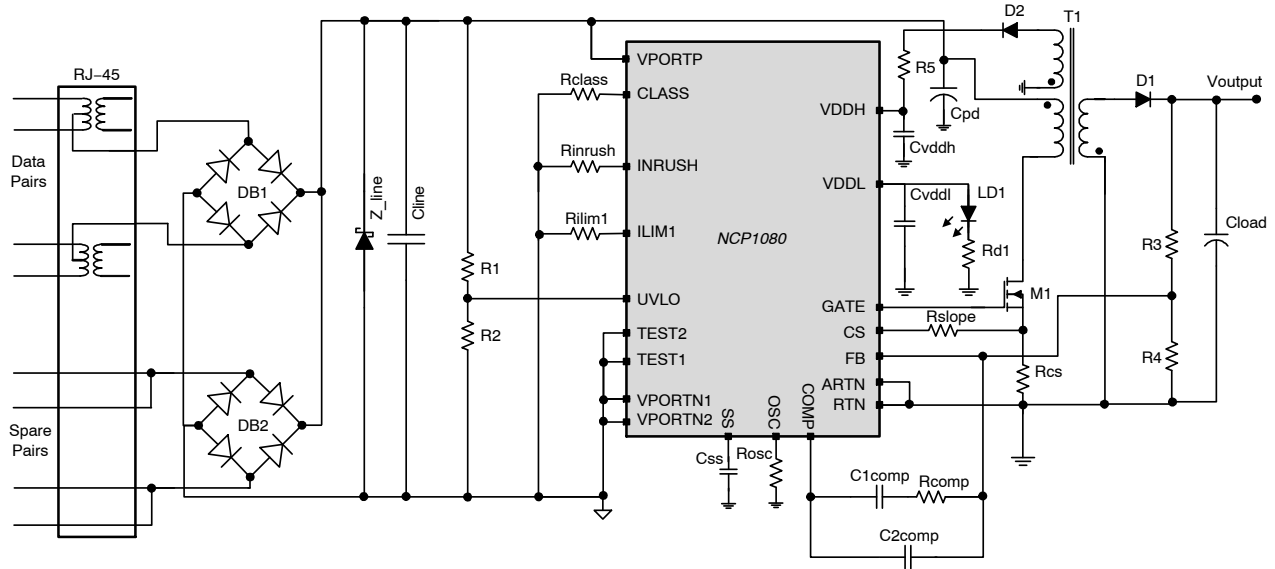 D2
T1
RJ–45
VPORTP
R5
D1
Voutput
Rclass
CLASS
VDDH
Cpd
Cvddh
Data
Pairs
DB1
Z_line
Cline
Rinrush
INRUSH
VDDL
Cvddl
LD1
Rilim1
ILIM1
NCP1080
Rd1
R3
Cload
R1
UVLO
GATE
M1
R2
TEST2
CS
Rslope
TEST1
FB
R4
Rcs
ARTN
VPORTN1
RTN
VPORTN2
SS
OSC
COMP
Spare
Pairs
DB2
Css
Rosc
C1comp
Rcomp
C2comp